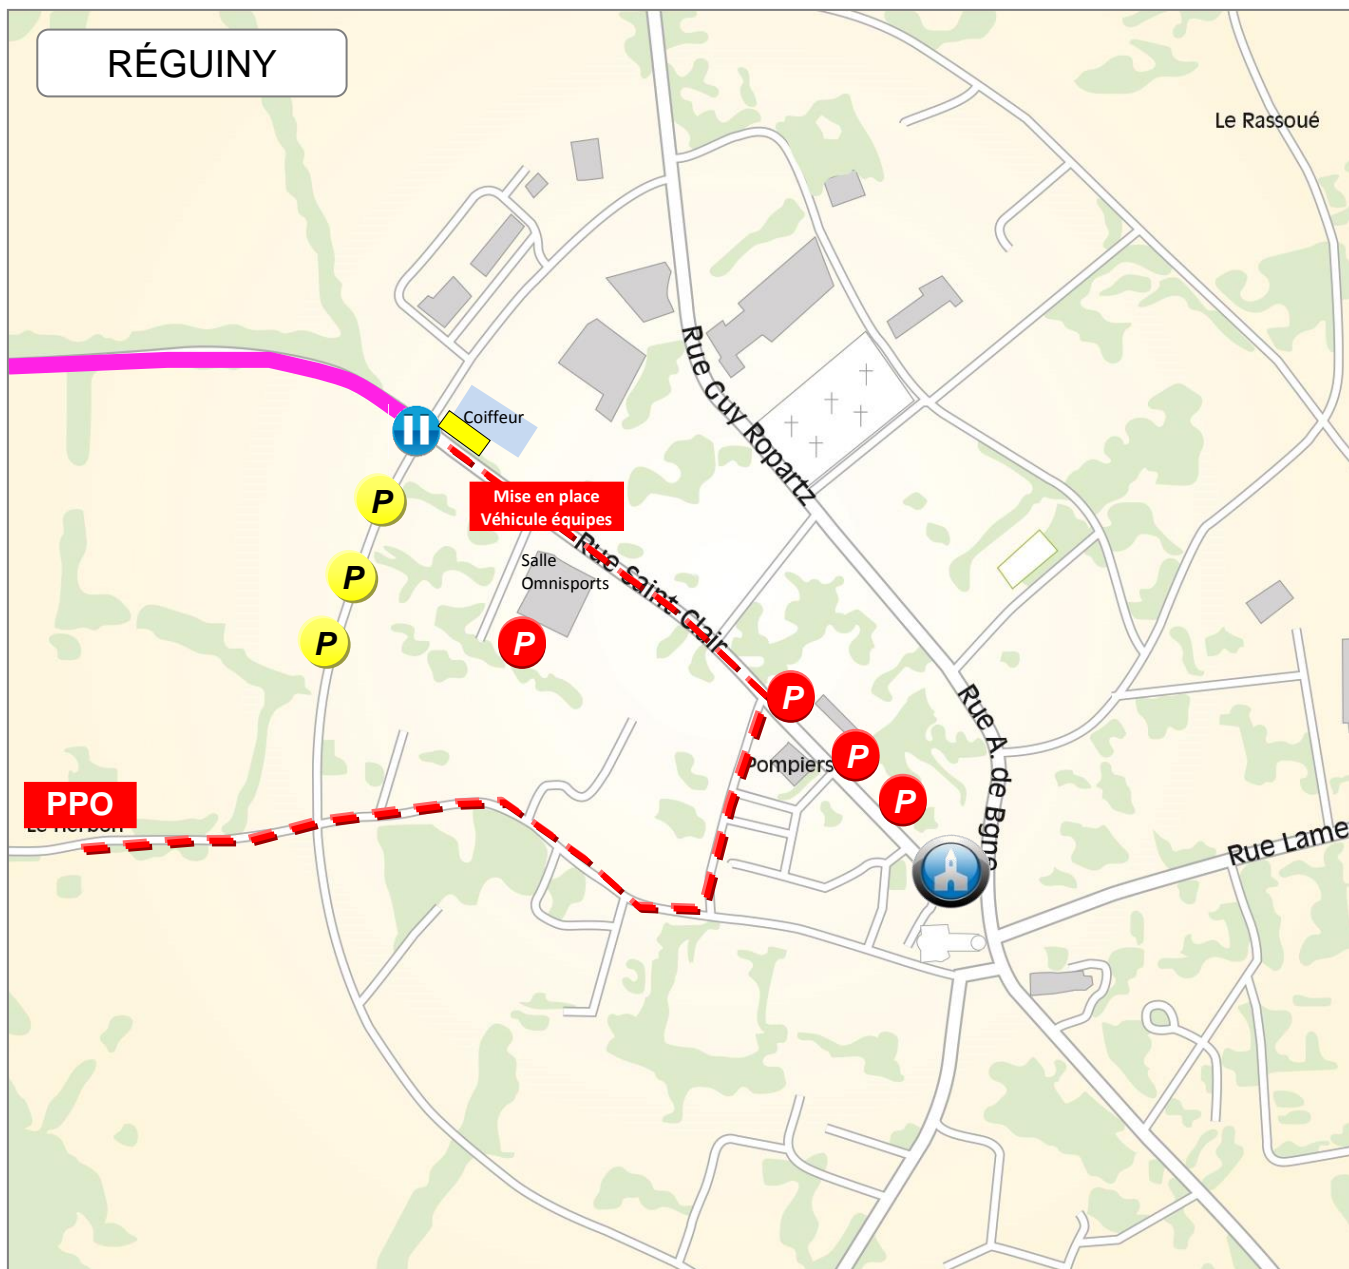 RÉGUINY
Le Rassoué
Rue Guy Ropartz
Coiffeur
P
Mise en place
Véhicule équipes
Salle
Omnisports
Rue Saint-Clair
P
P
P
P
Rue A. de Bgne
Pompiers
P
P
PPO
Rue Lame